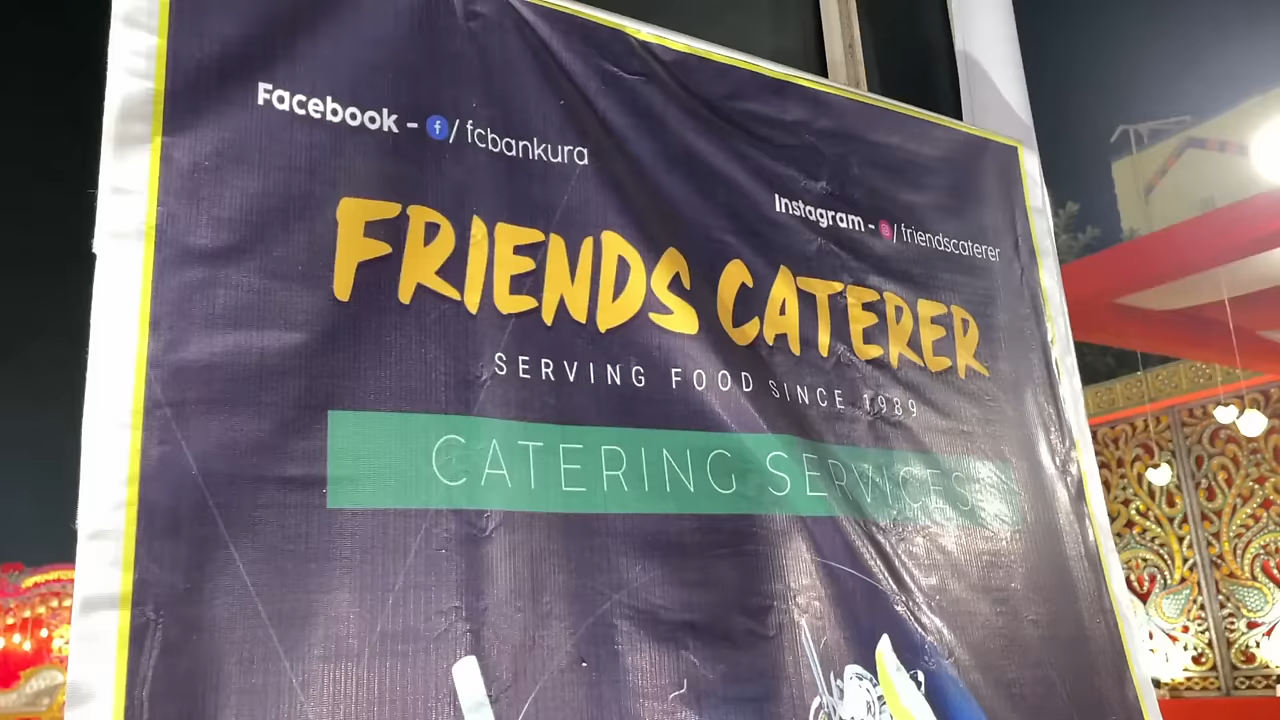 Facebook - / fcbankura
Instagram - / friendscaterer
FRIENDS CATERER
SERVING FOOD SINCE 1989
CATERING SERVICES